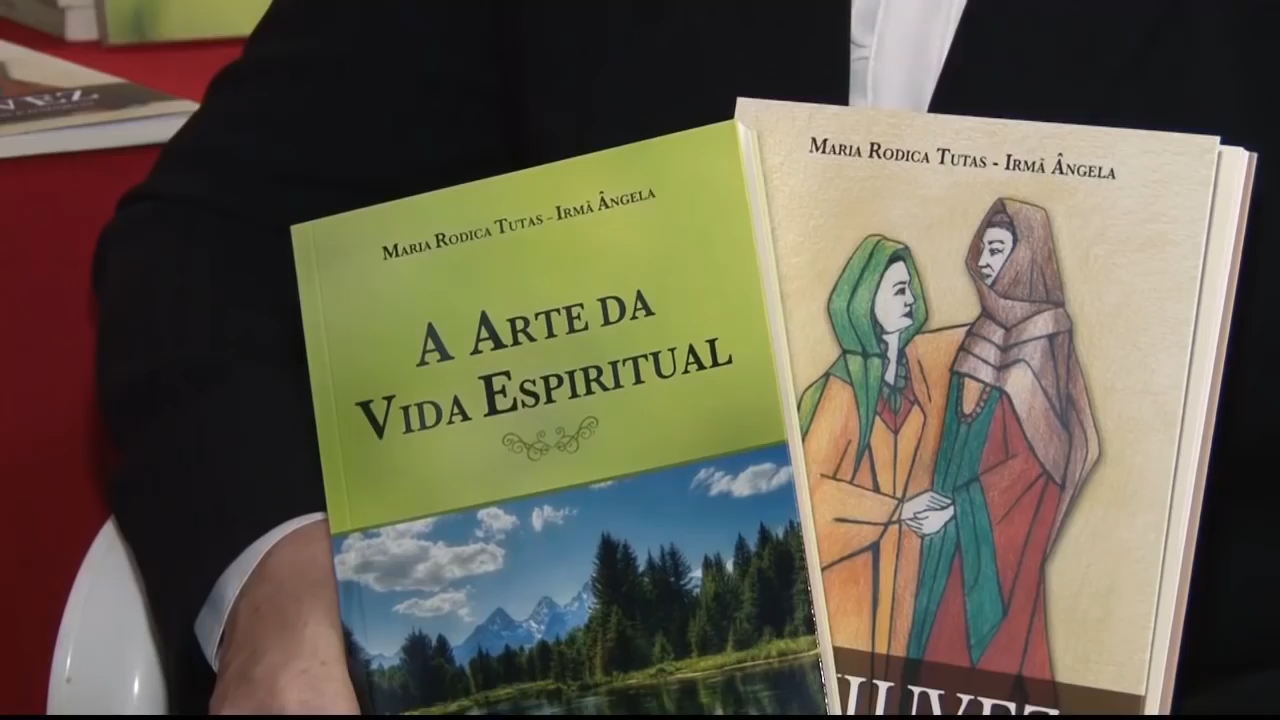 MARIA RODICA TUTAS - IRMÃ ÂNGELA
A ARTE DA
VIDA ESPIRITUAL
MARIA RODICA TUTAS - IRMÃ ÂNGELA